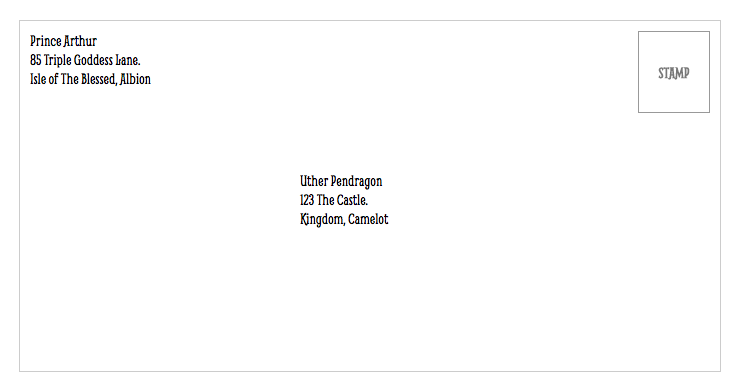 Prince Arthur
85 Triple Goddess Lane.
Isle of The Blessed, Albion
STAMP
Uther Pendragon
123 The Castle.
Kingdom, Camelot